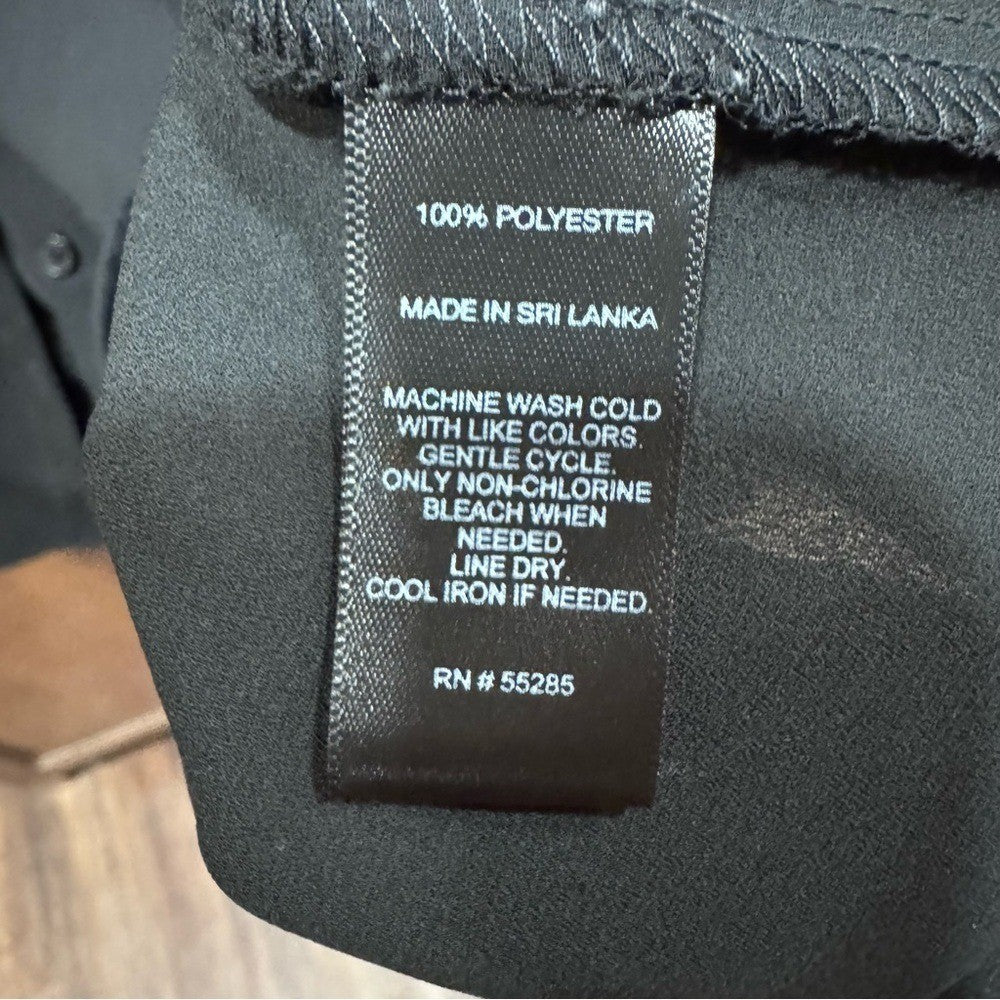 100% POLYESTER
MADE IN SRI LANKA
MACHINE WASH COLD
WITH LIKE COLORS.
GENTLE CYCLE.
ONLY NON-CHLORINE
BLEACH WHEN
NEEDED.
LINE DRY.
COOL IRON IF NEEDED.
RN # 55285